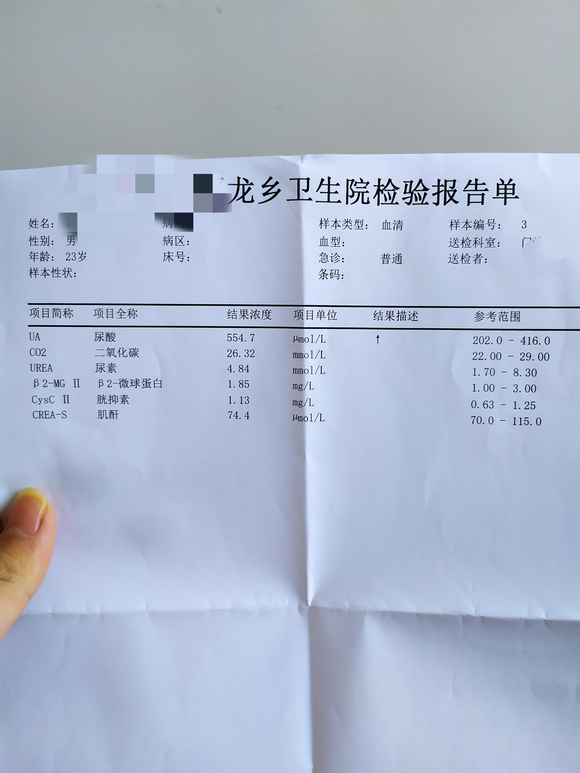 龙乡卫生院检验报告单
姓名: 样本类型: 血清 样本编号: 3
性别: 男 病区: 血型: 送检科室:
年龄: 23岁 床号: 急诊: 普通 送检者:
样本性状: 条码:
项目简称 项目全称 结果浓度 项目单位 结果描述 参考范围
UA 尿酸 554.7 μmol/L ↑ 202.0 - 416.0
CO2 二氧化碳 26.32 mmol/L 22.00 - 29.00
UREA 尿素 4.84 mmol/L 1.70 - 8.30
β2-MG Ⅱ β2-微球蛋白 1.85 mg/L 1.00 - 3.00
CysC Ⅱ 胱抑素 1.13 mg/L 0.63 - 1.25
CREA-S 肌酐 74.4 μmol/L 70.0 - 115.0